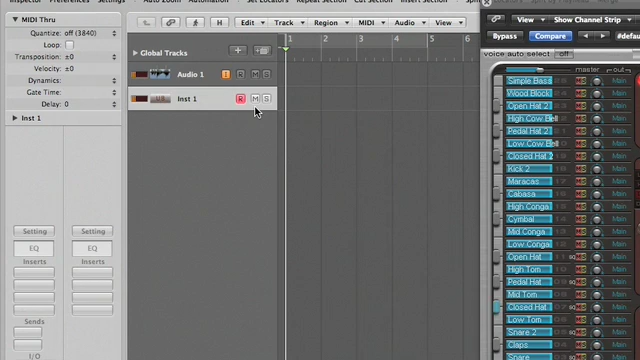 Inspector Preferences
Set Locators Repeat Section
MIDI Thru
Quantize: off (3840)
Loop:
Transposition: ±0
Velocity: ±0
Dynamics:
Gate Time:
Delay: 0
Inst 1
Setting Setting
EQ EQ
Inserts Inserts
Sends
I/O
Edit Track Region MIDI Audio View
Global Tracks
1 2 3 4 5 6
Audio 1 I R M S
Inst 1 R M S
View Show Channel Strip
Bypass Compare
voice auto select: off
master out
Simple Bass Main
Wood Block Main
Open Hat 2 Main
High Cow Bell Main
Pedal Hat 2 Main
Low Cow Bell Main
Closed Hat 2 Main
Kick 2 Main
Maracas Main
Cabasa Main
High Conga Main
Cymbal Main
Mid Conga Main
Low Conga Main
Open Hat Main
High Tom Main
Pedal Hat Main
Mid Tom Main
Closed Hat Main
Low Tom Main
Snare 2 Main
Claps Main
Snare Main